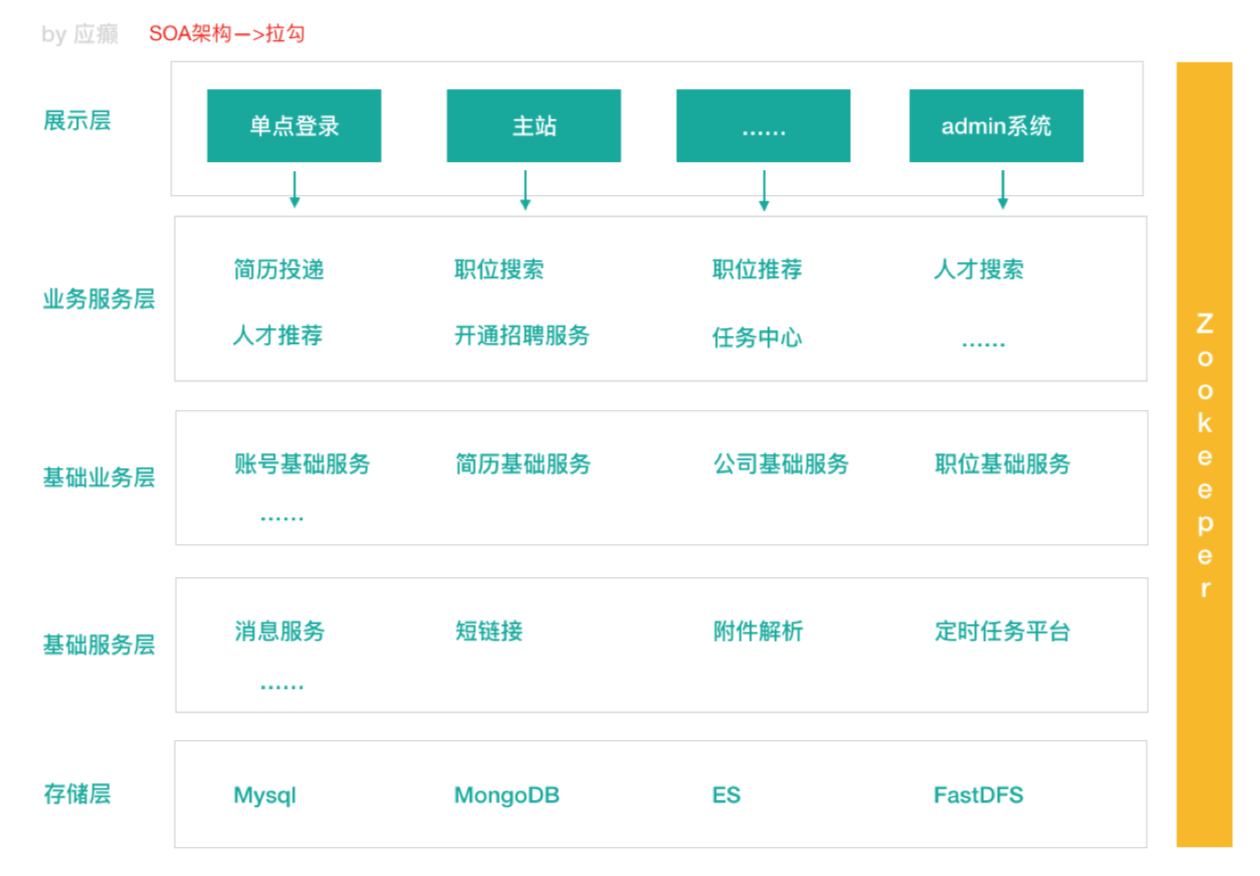 by 应癫 SOA架构—>拉勾
展示层 单点登录 主站 …… admin系统
简历投递 职位搜索 职位推荐 人才搜索
业务服务层
人才推荐 开通招聘服务 任务中心 ……
账号基础服务 简历基础服务 公司基础服务 职位基础服务
基础业务层
……
消息服务 短链接 附件解析 定时任务平台
基础服务层
……
存储层 Mysql MongoDB ES FastDFS
Zookeeper